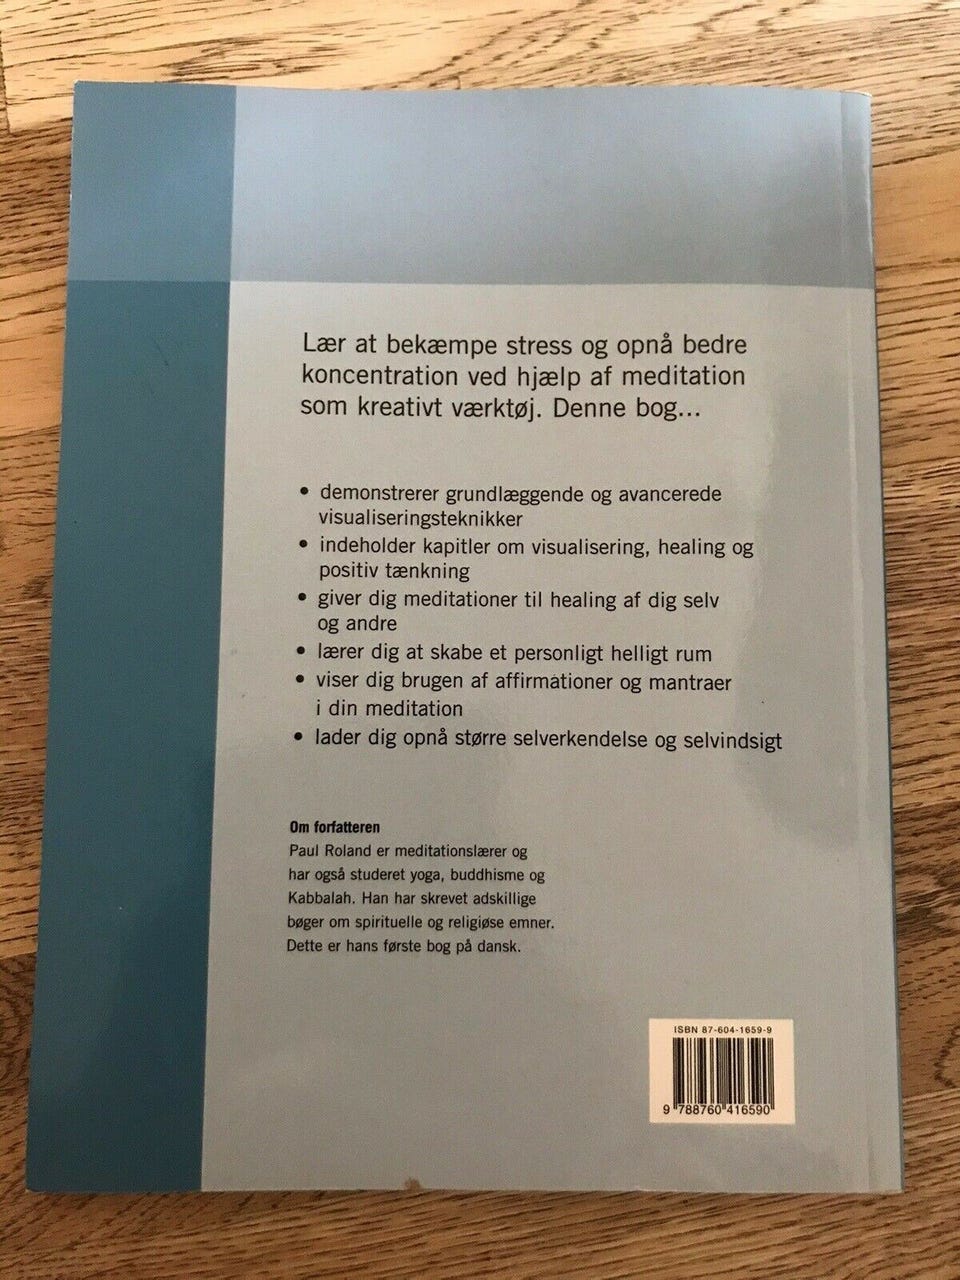 Lær at bekæmpe stress og opnå bedre
koncentration ved hjælp af meditation
som kreativt værktøj. Denne bog...
• demonstrerer grundlæggende og avancerede
visualiseringsteknikker
• indeholder kapitler om visualisering, healing og
positiv tænkning
• giver dig meditationer til healing af dig selv
og andre
• lærer dig at skabe et personligt helligt rum
• viser dig brugen af affirmationer og mantraer
i din meditation
• lader dig opnå større selverkendelse og selvindsigt
Om forfatteren
Paul Roland er meditationslærer og
har også studeret yoga, buddhisme og
Kabbalah. Han har skrevet adskillige
bøger om spirituelle og religiøse emner.
Dette er hans første bog på dansk.
ISBN 87-604-1659-9
9 788760 416590